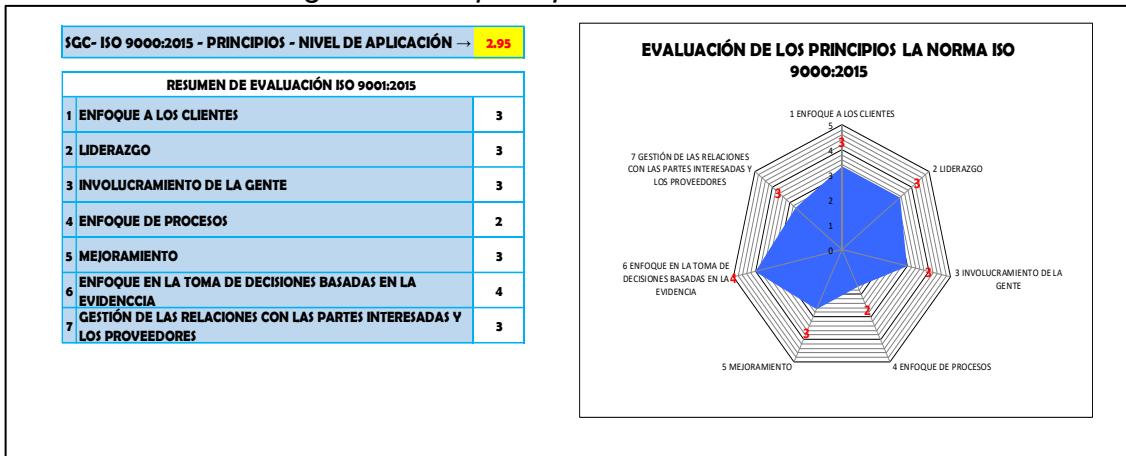 SGC- ISO 9000:2015 - PRINCIPIOS - NIVEL DE APLICACIÓN → 2.95
RESUMEN DE EVALUACIÓN ISO 9001:2015
1 ENFOQUE A LOS CLIENTES 3
2 LIDERAZGO 3
3 INVOLUCRAMIENTO DE LA GENTE 3
4 ENFOQUE DE PROCESOS 2
5 MEJORAMIENTO 3
6 ENFOQUE EN LA TOMA DE DECISIONES BASADAS EN LA
EVIDENCCIA 4
7 GESTIÓN DE LAS RELACIONES CON LAS PARTES INTERESADAS Y
LOS PROVEEDORES 3
EVALUACIÓN DE LOS PRINCIPIOS LA NORMA ISO
9000:2015
1 ENFOQUE A LOS CLIENTES
5
3
4
3
2
1
0
2 LIDERAZGO
3
3 INVOLUCRAMIENTO DE LA
GENTE
3
4 ENFOQUE DE PROCESOS
2
5 MEJORAMIENTO
3
6 ENFOQUE EN LA TOMA DE
DECISIONES BASADAS EN LA
EVIDENCIA
4
7 GESTIÓN DE LAS RELACIONES
CON LAS PARTES INTERESADAS Y
LOS PROVEEDORES
3